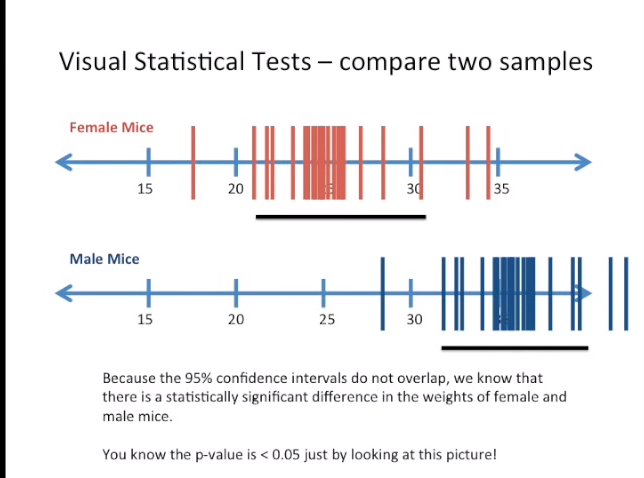 Visual Statistical Tests – compare two samples
Female Mice
15 20 25 30 35
Male Mice
15 20 25 30
Because the 95% confidence intervals do not overlap, we know that
there is a statistically significant difference in the weights of female and
male mice.
You know the p-value is < 0.05 just by looking at this picture!